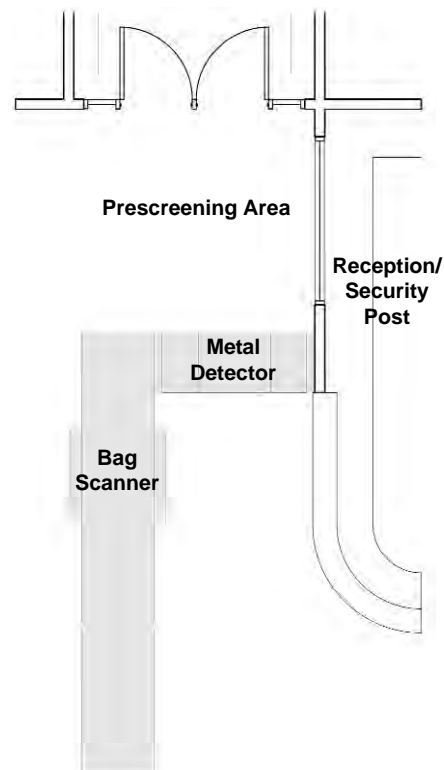 Prescreening Area
Reception/
Security
Post
Metal
Detector
Bag
Scanner